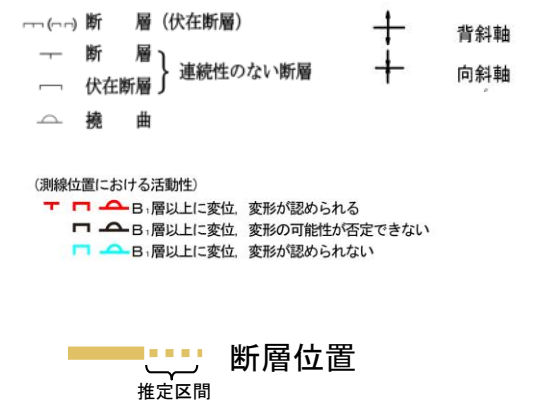 断 層（伏在断層）
断 層
伏在断層
連続性のない断層
撓 曲
背斜軸
向斜軸
（測線位置における活動性）
B₁層以上に変位，変形が認められる
B₁層以上に変位，変形の可能性が否定できない
B₁層以上に変位，変形が認められない
断層位置
推定区間